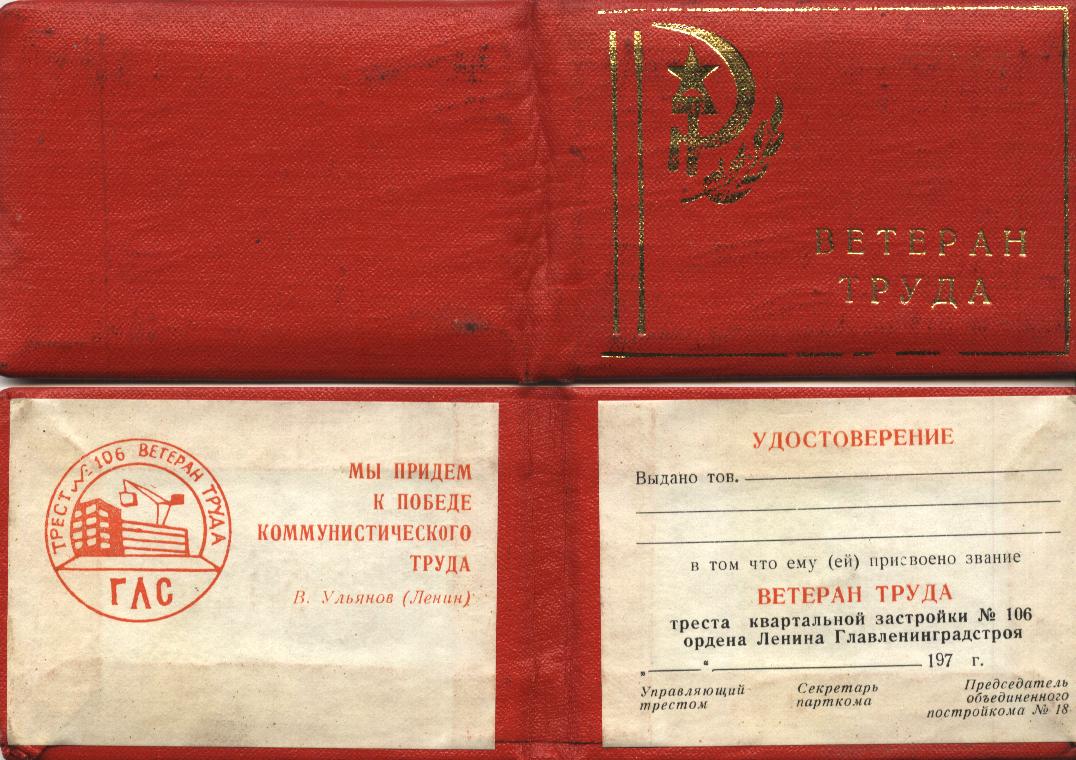 ВЕТЕРАН
ТРУДА
ТРЕСТ № 106 ВЕТЕРАН ТРУДА
ГЛС
МЫ ПРИДЕМ
К ПОБЕДЕ
КОММУНИСТИЧЕСКОГО
ТРУДА
В. Ульянов (Ленин)
УДОСТОВЕРЕНИЕ
Выдано тов.
в том что ему (ей) присвоено звание
ВЕТЕРАН ТРУДА
треста квартальной застройки № 106
ордена Ленина Главленинградстроя
„ “ 197 г.
Управляющий трестом
Секретарь парткома
Председатель объединенного постройкома № 18